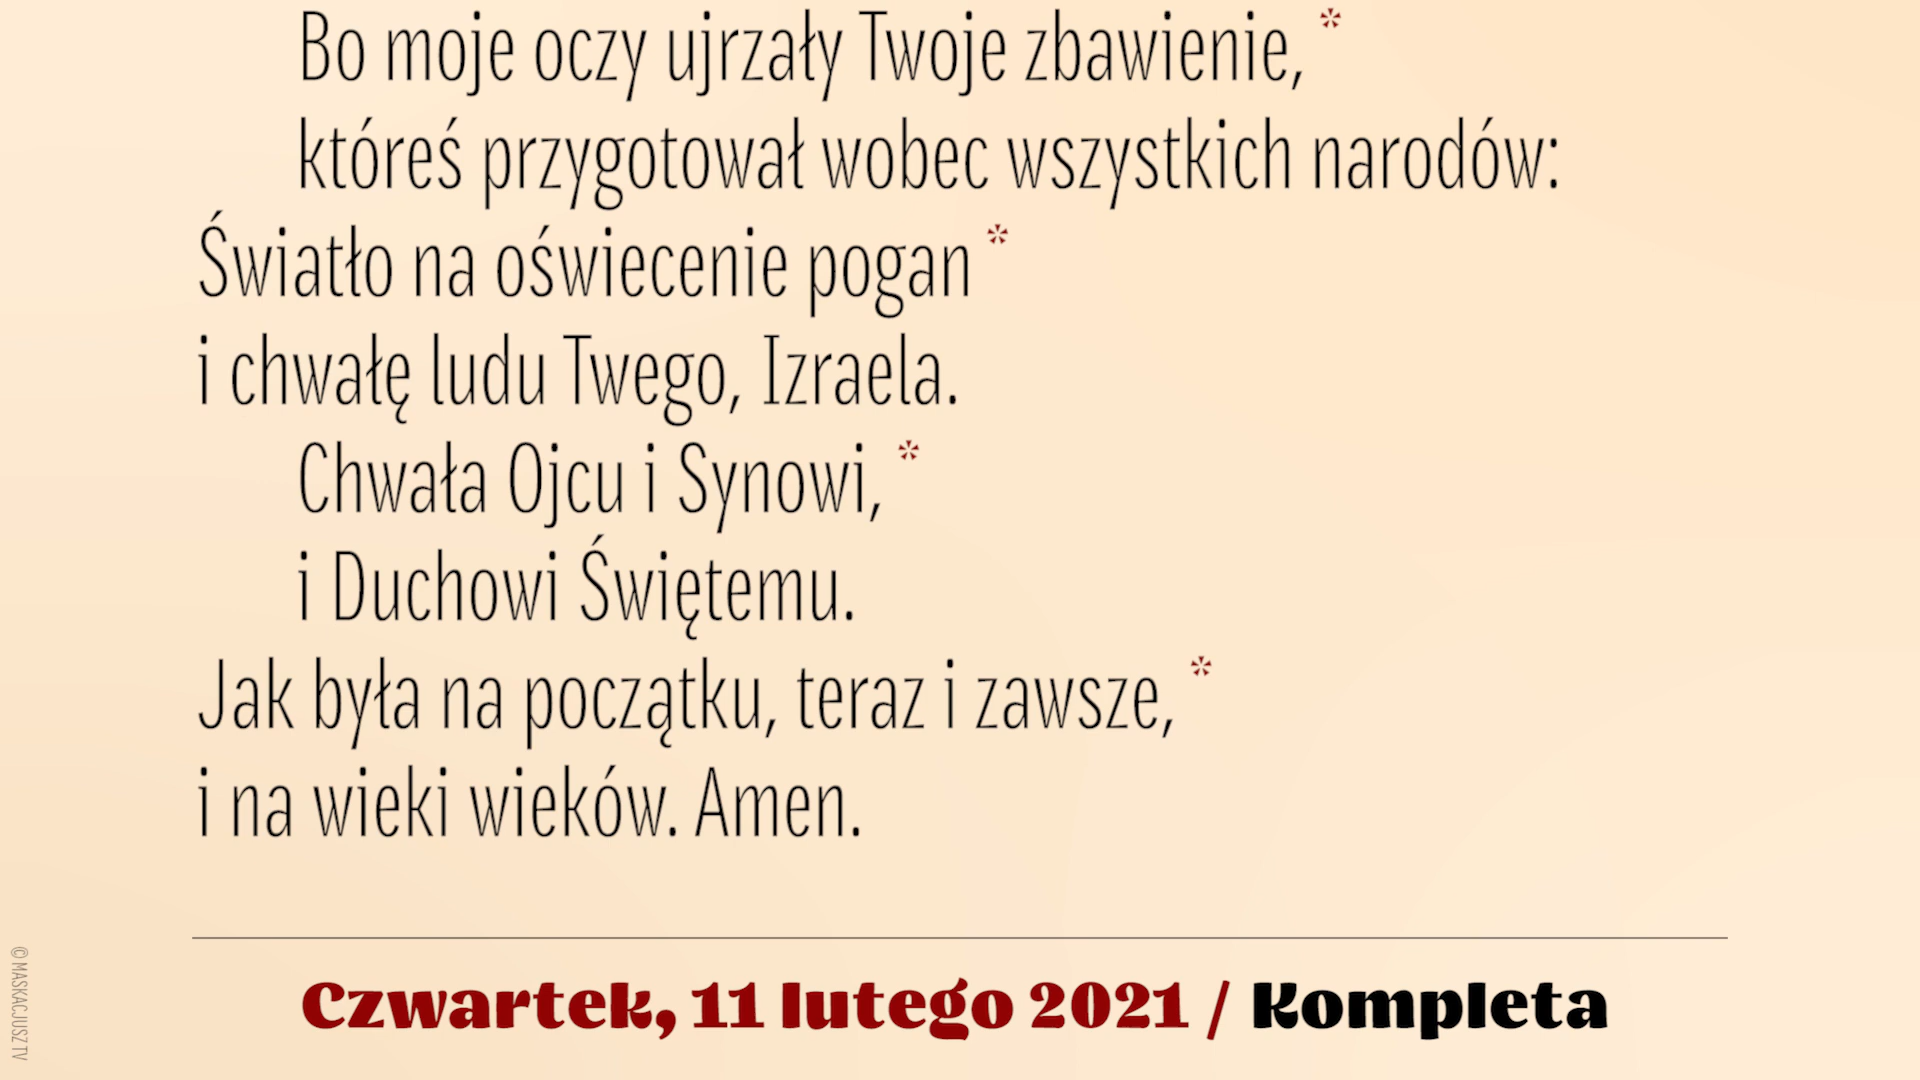 Bo moje oczy ujrzały Twoje zbawienie, *
któreś przygotował wobec wszystkich narodów:
Światło na oświecenie pogan *
i chwałę ludu Twego, Izraela.
Chwała Ojcu i Synowi, *
i Duchowi Świętemu.
Jak była na początku, teraz i zawsze, *
i na wieki wieków. Amen.
Czwartek, 11 lutego 2021 / Kompleta
© MASKACJUSZ TV